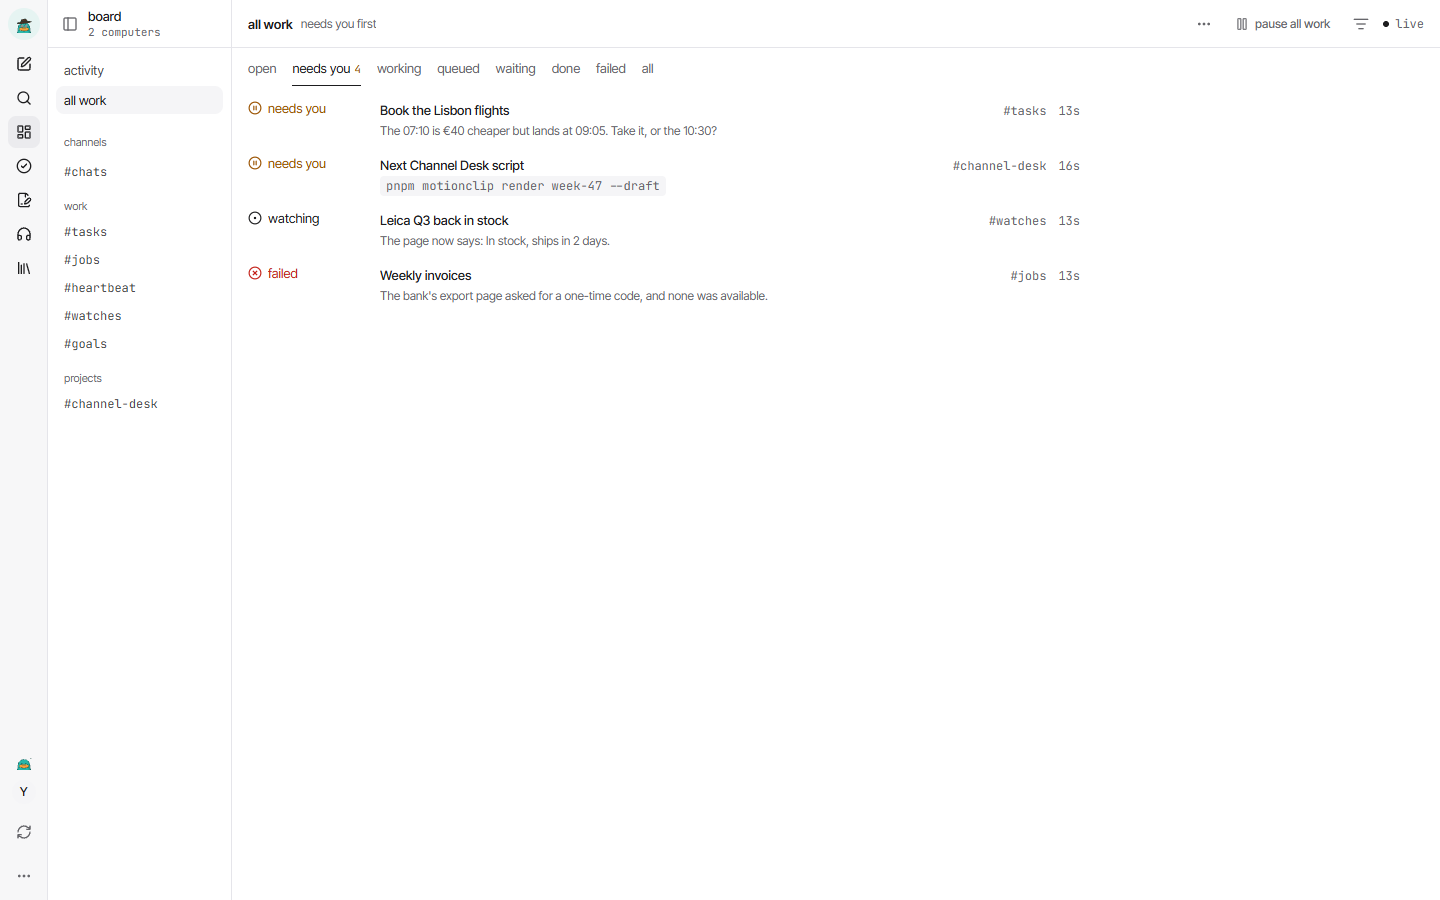 board
2 computers
activity
all work
channels
#chats
work
#tasks
#jobs
#heartbeat
#watches
#goals
projects
#channel-desk
Y
all work needs you first
pause all work
live
open needs you 4 working queued waiting done failed all
needs you Book the Lisbon flights #tasks 13s
The 07:10 is €40 cheaper but lands at 09:05. Take it, or the 10:30?
needs you Next Channel Desk script #channel-desk 16s
pnpm motionclip render week-47 --draft
watching Leica Q3 back in stock #watches 13s
The page now says: In stock, ships in 2 days.
failed Weekly invoices #jobs 13s
The bank's export page asked for a one-time code, and none was available.